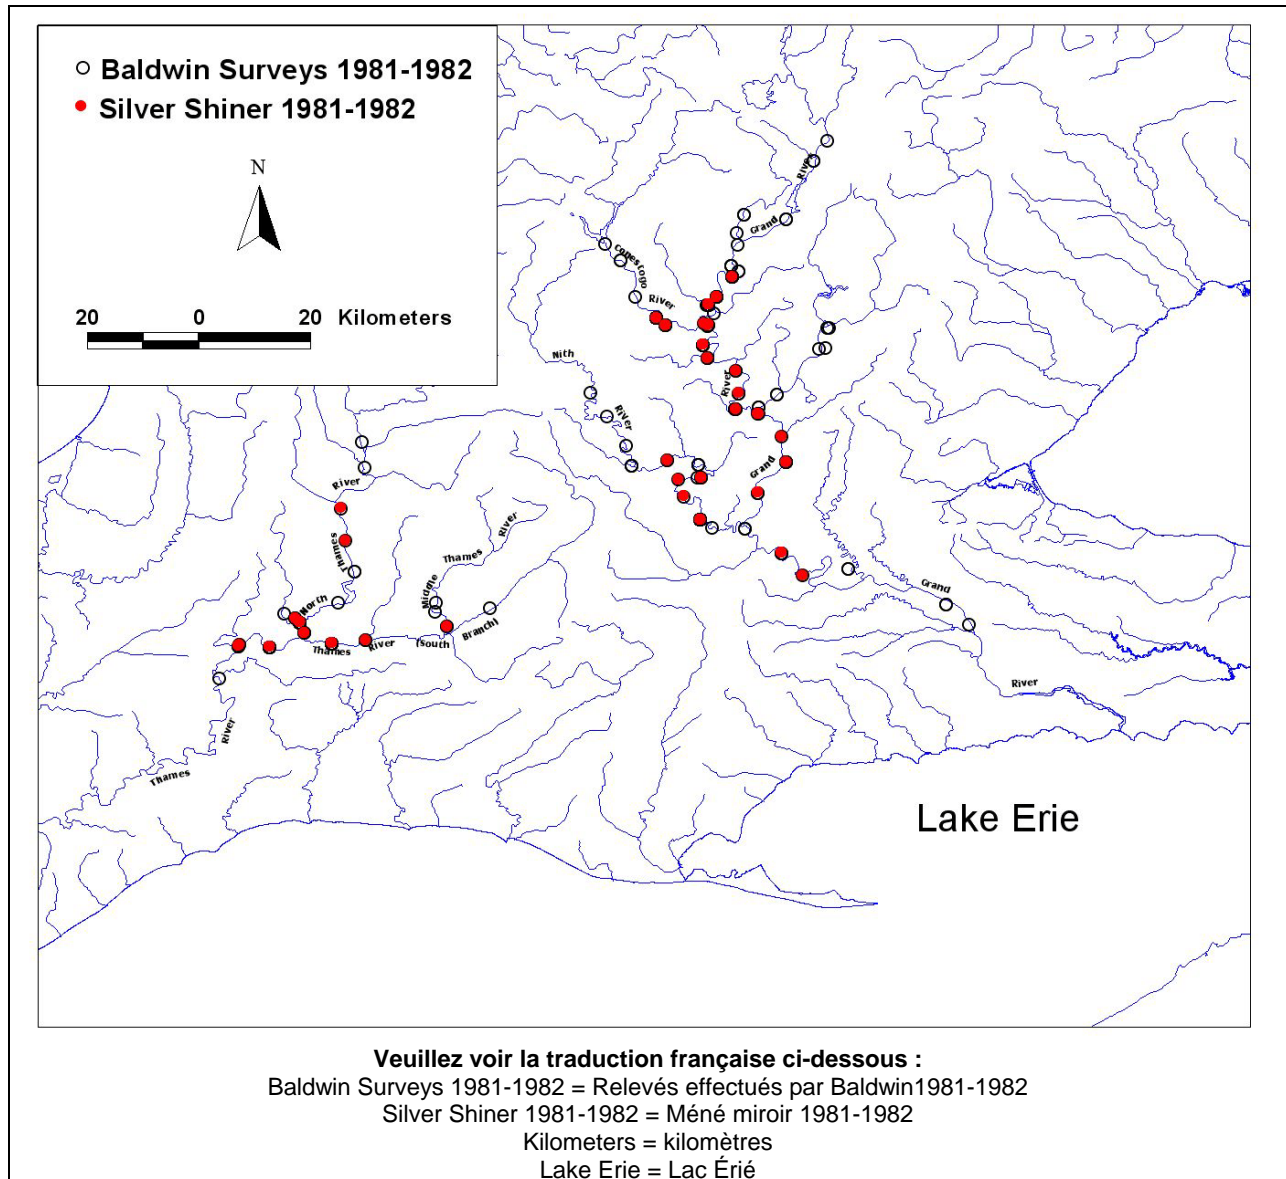 Baldwin Surveys 1981-1982
Silver Shiner 1981-1982
N
20 0 20 Kilometers
River
Grand
Conestogo
River
Nith
River
River
Grand
River
Thames
North
Thames
River
Middle
Thames
River
(south
Branch)
Grand
River
River
Thames
Lake Erie
Veuillez voir la traduction française ci-dessous :
Baldwin Surveys 1981-1982 = Relevés effectués par Baldwin1981-1982
Silver Shiner 1981-1982 = Méné miroir 1981-1982
Kilometers = kilomètres
Lake Erie = Lac Érié